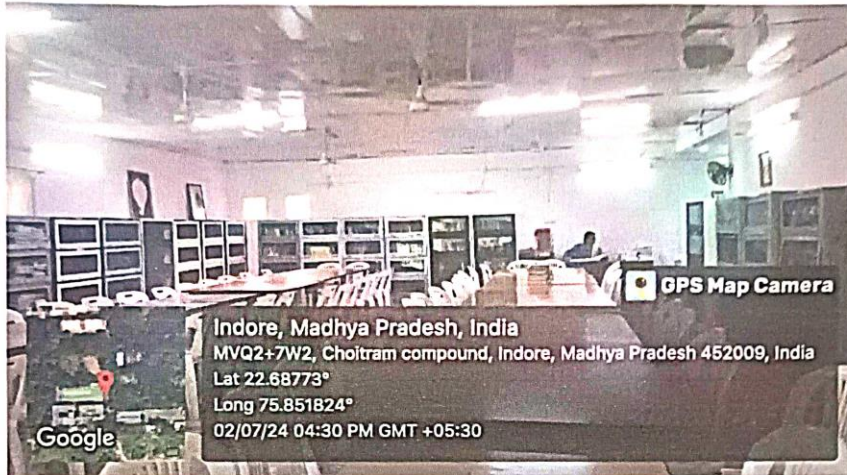 GPS Map Camera
Indore, Madhya Pradesh, India
MVQ2+7W2, Choitram compound, Indore, Madhya Pradesh 452009, India
Lat 22.68773°
Long 75.851824°
02/07/24 04:30 PM GMT +05:30
Google